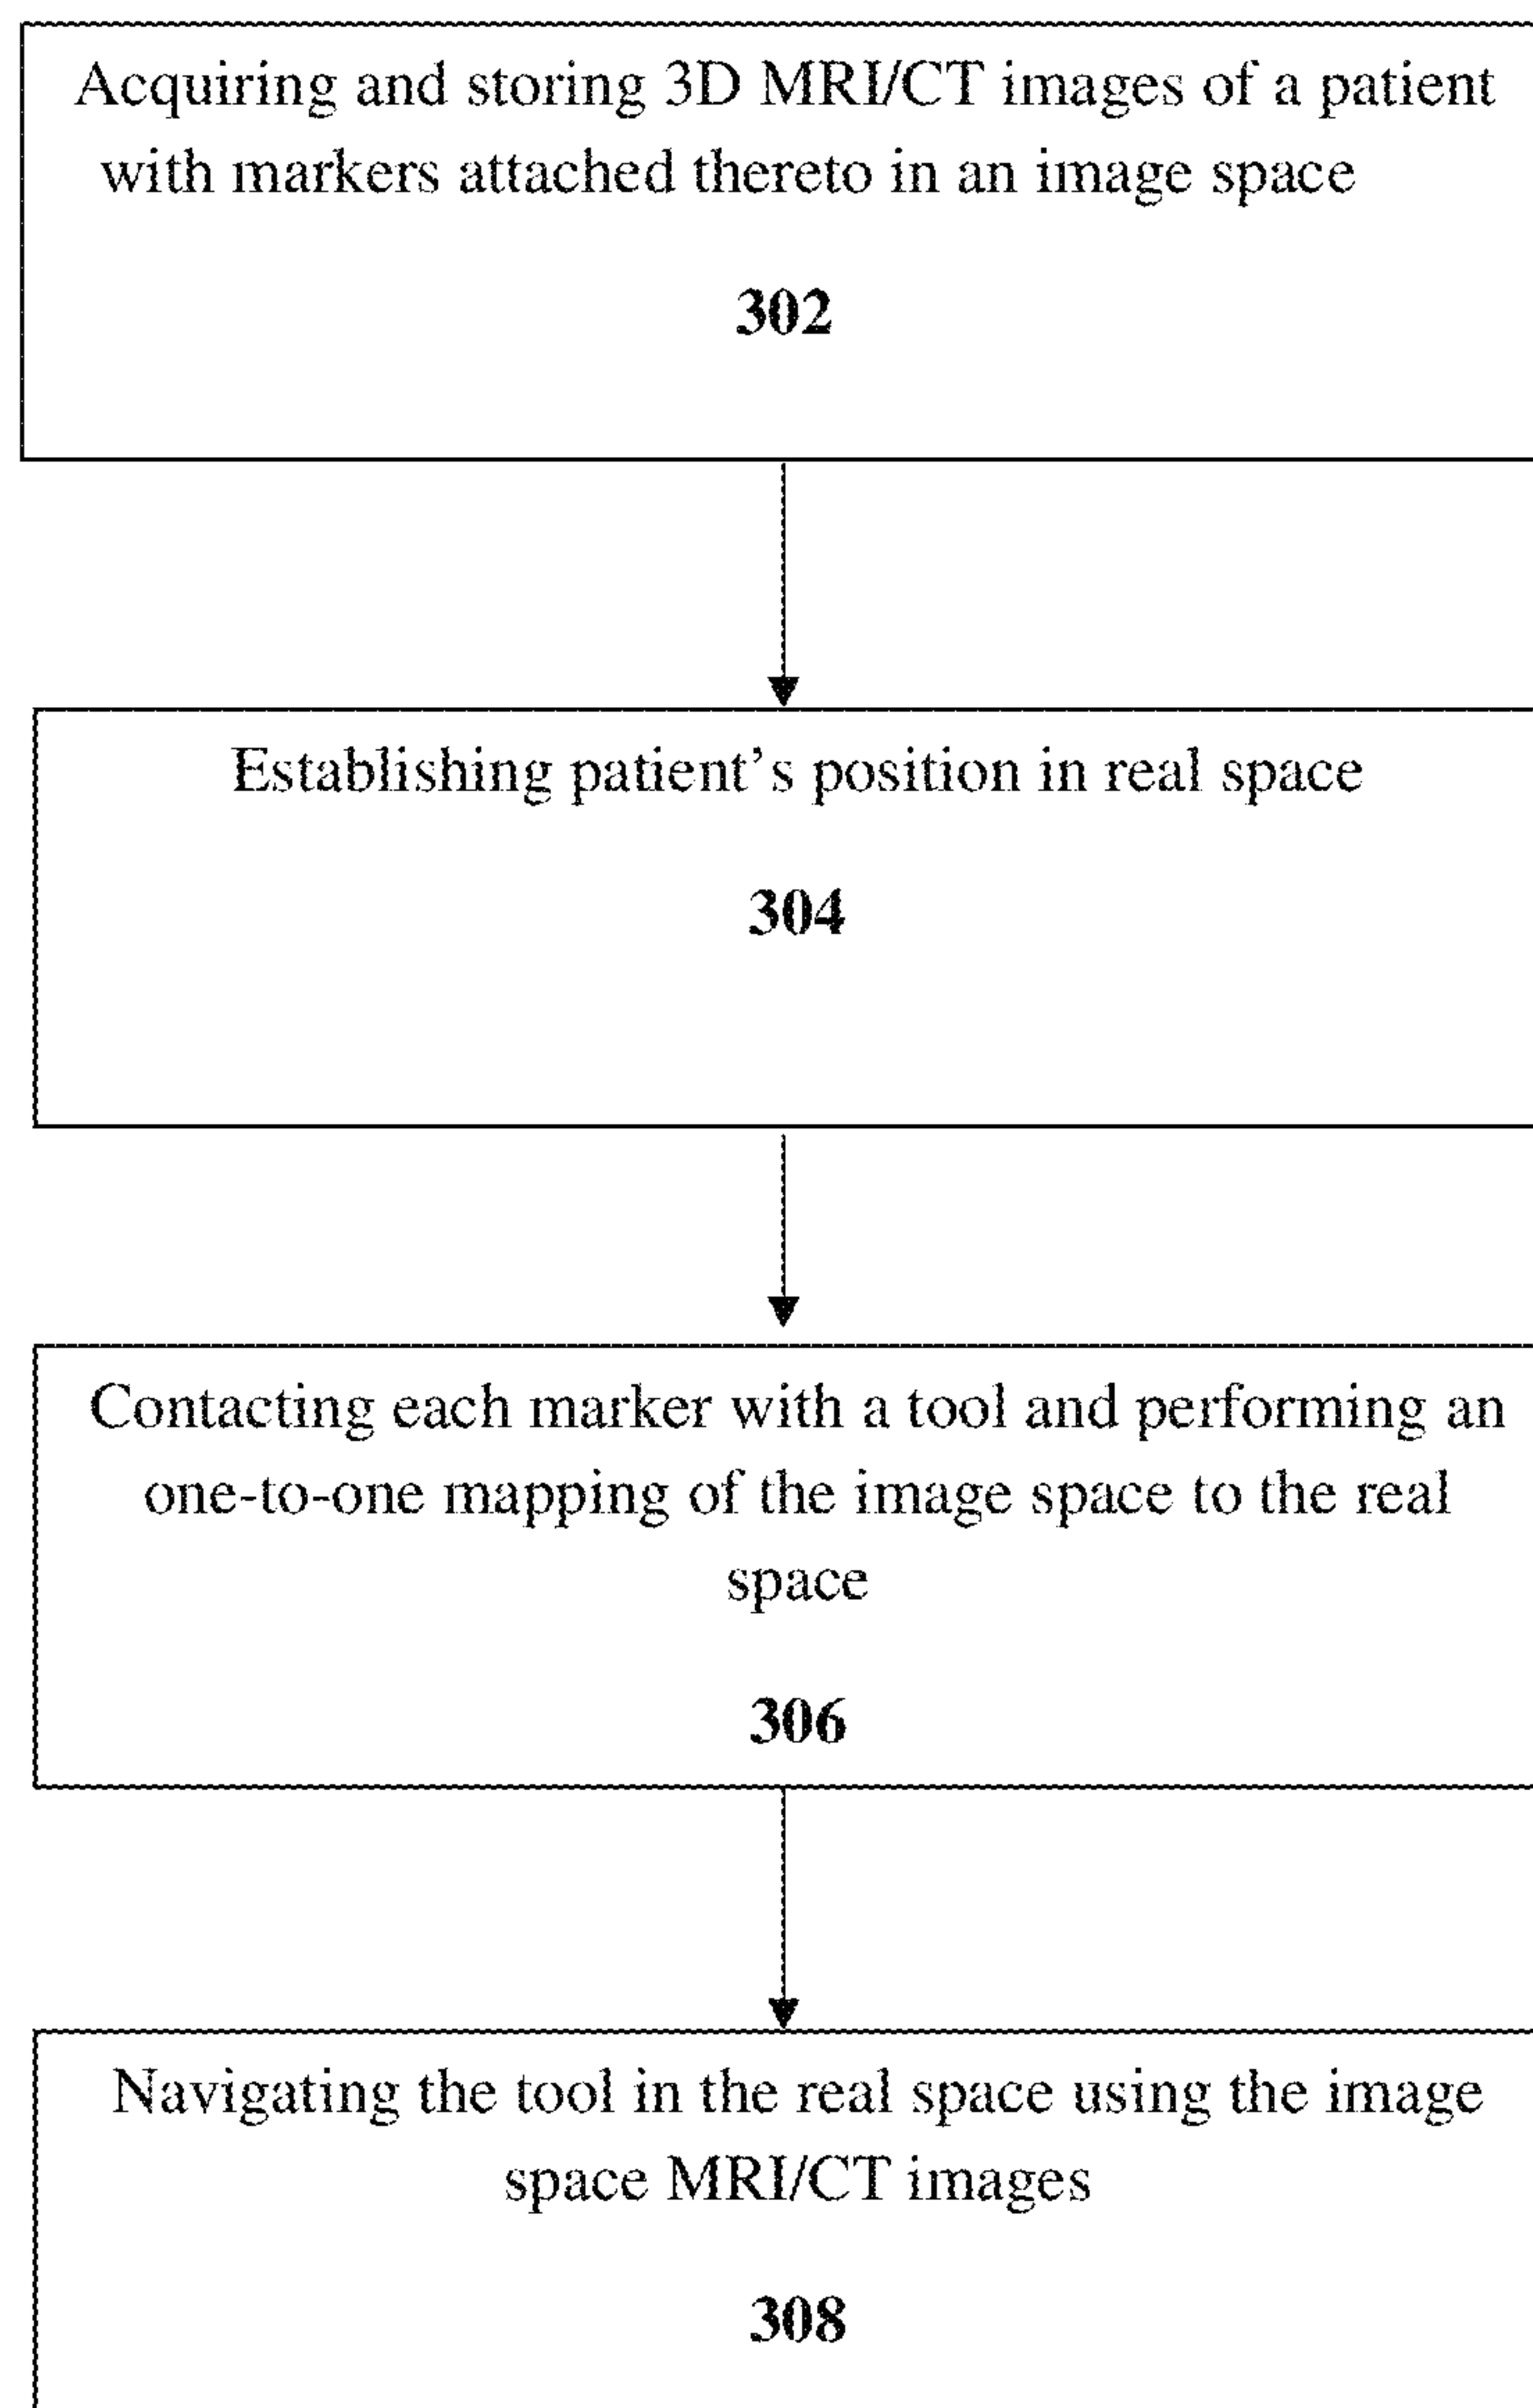 Acquiring and storing 3D MRI/CT images of a patient
with markers attached thereto in an image space
302
Establishing patient’s position in real space
304
Contacting each marker with a tool and performing an
one-to-one mapping of the image space to the real
space
306
Navigating the tool in the real space using the image
space MRI/CT images
308